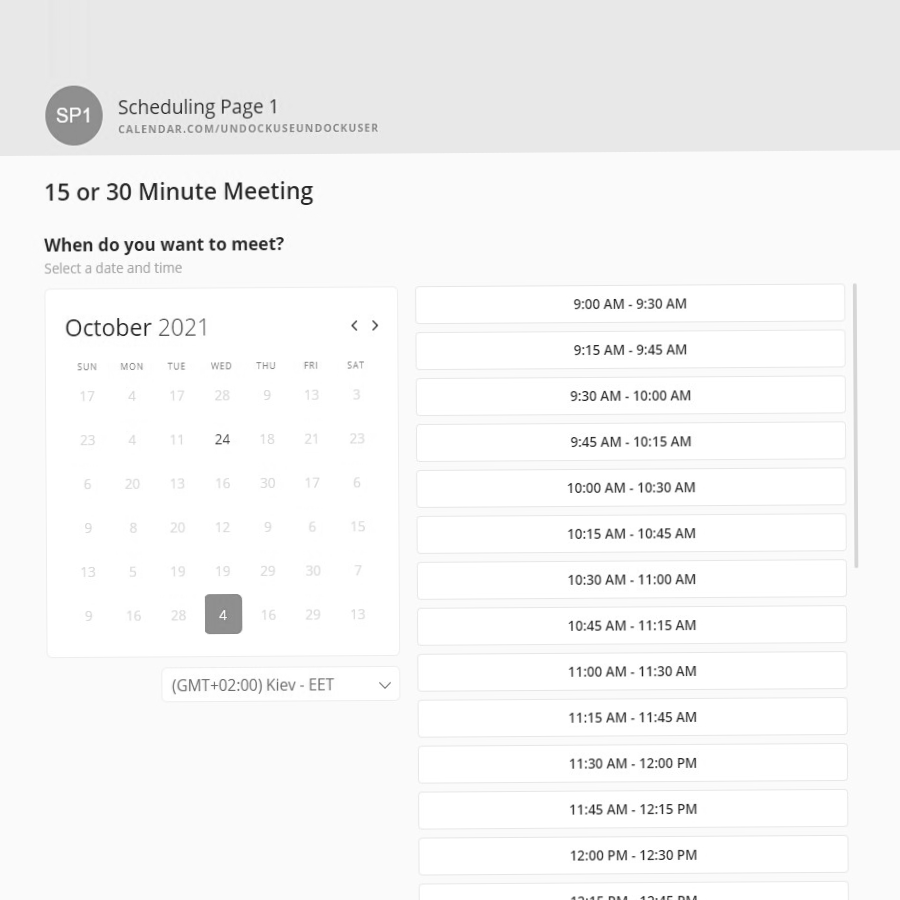 SP1
Scheduling Page 1
CALENDAR.COM/UNDOCKUSEUNDOCKUSER
15 or 30 Minute Meeting
When do you want to meet?
Select a date and time
October 2021
SUN MON TUE WED THU FRI SAT
17 4 17 28 9 13 3
23 4 11 24 18 21 23
6 20 13 16 30 17 6
9 8 20 12 9 6 15
13 5 19 19 29 30 7
9 16 28 4 16 29 13
(GMT+02:00) Kiev - EET
9:00 AM - 9:30 AM
9:15 AM - 9:45 AM
9:30 AM - 10:00 AM
9:45 AM - 10:15 AM
10:00 AM - 10:30 AM
10:15 AM - 10:45 AM
10:30 AM - 11:00 AM
10:45 AM - 11:15 AM
11:00 AM - 11:30 AM
11:15 AM - 11:45 AM
11:30 AM - 12:00 PM
11:45 AM - 12:15 PM
12:00 PM - 12:30 PM
12:15 PM - 12:45 PM